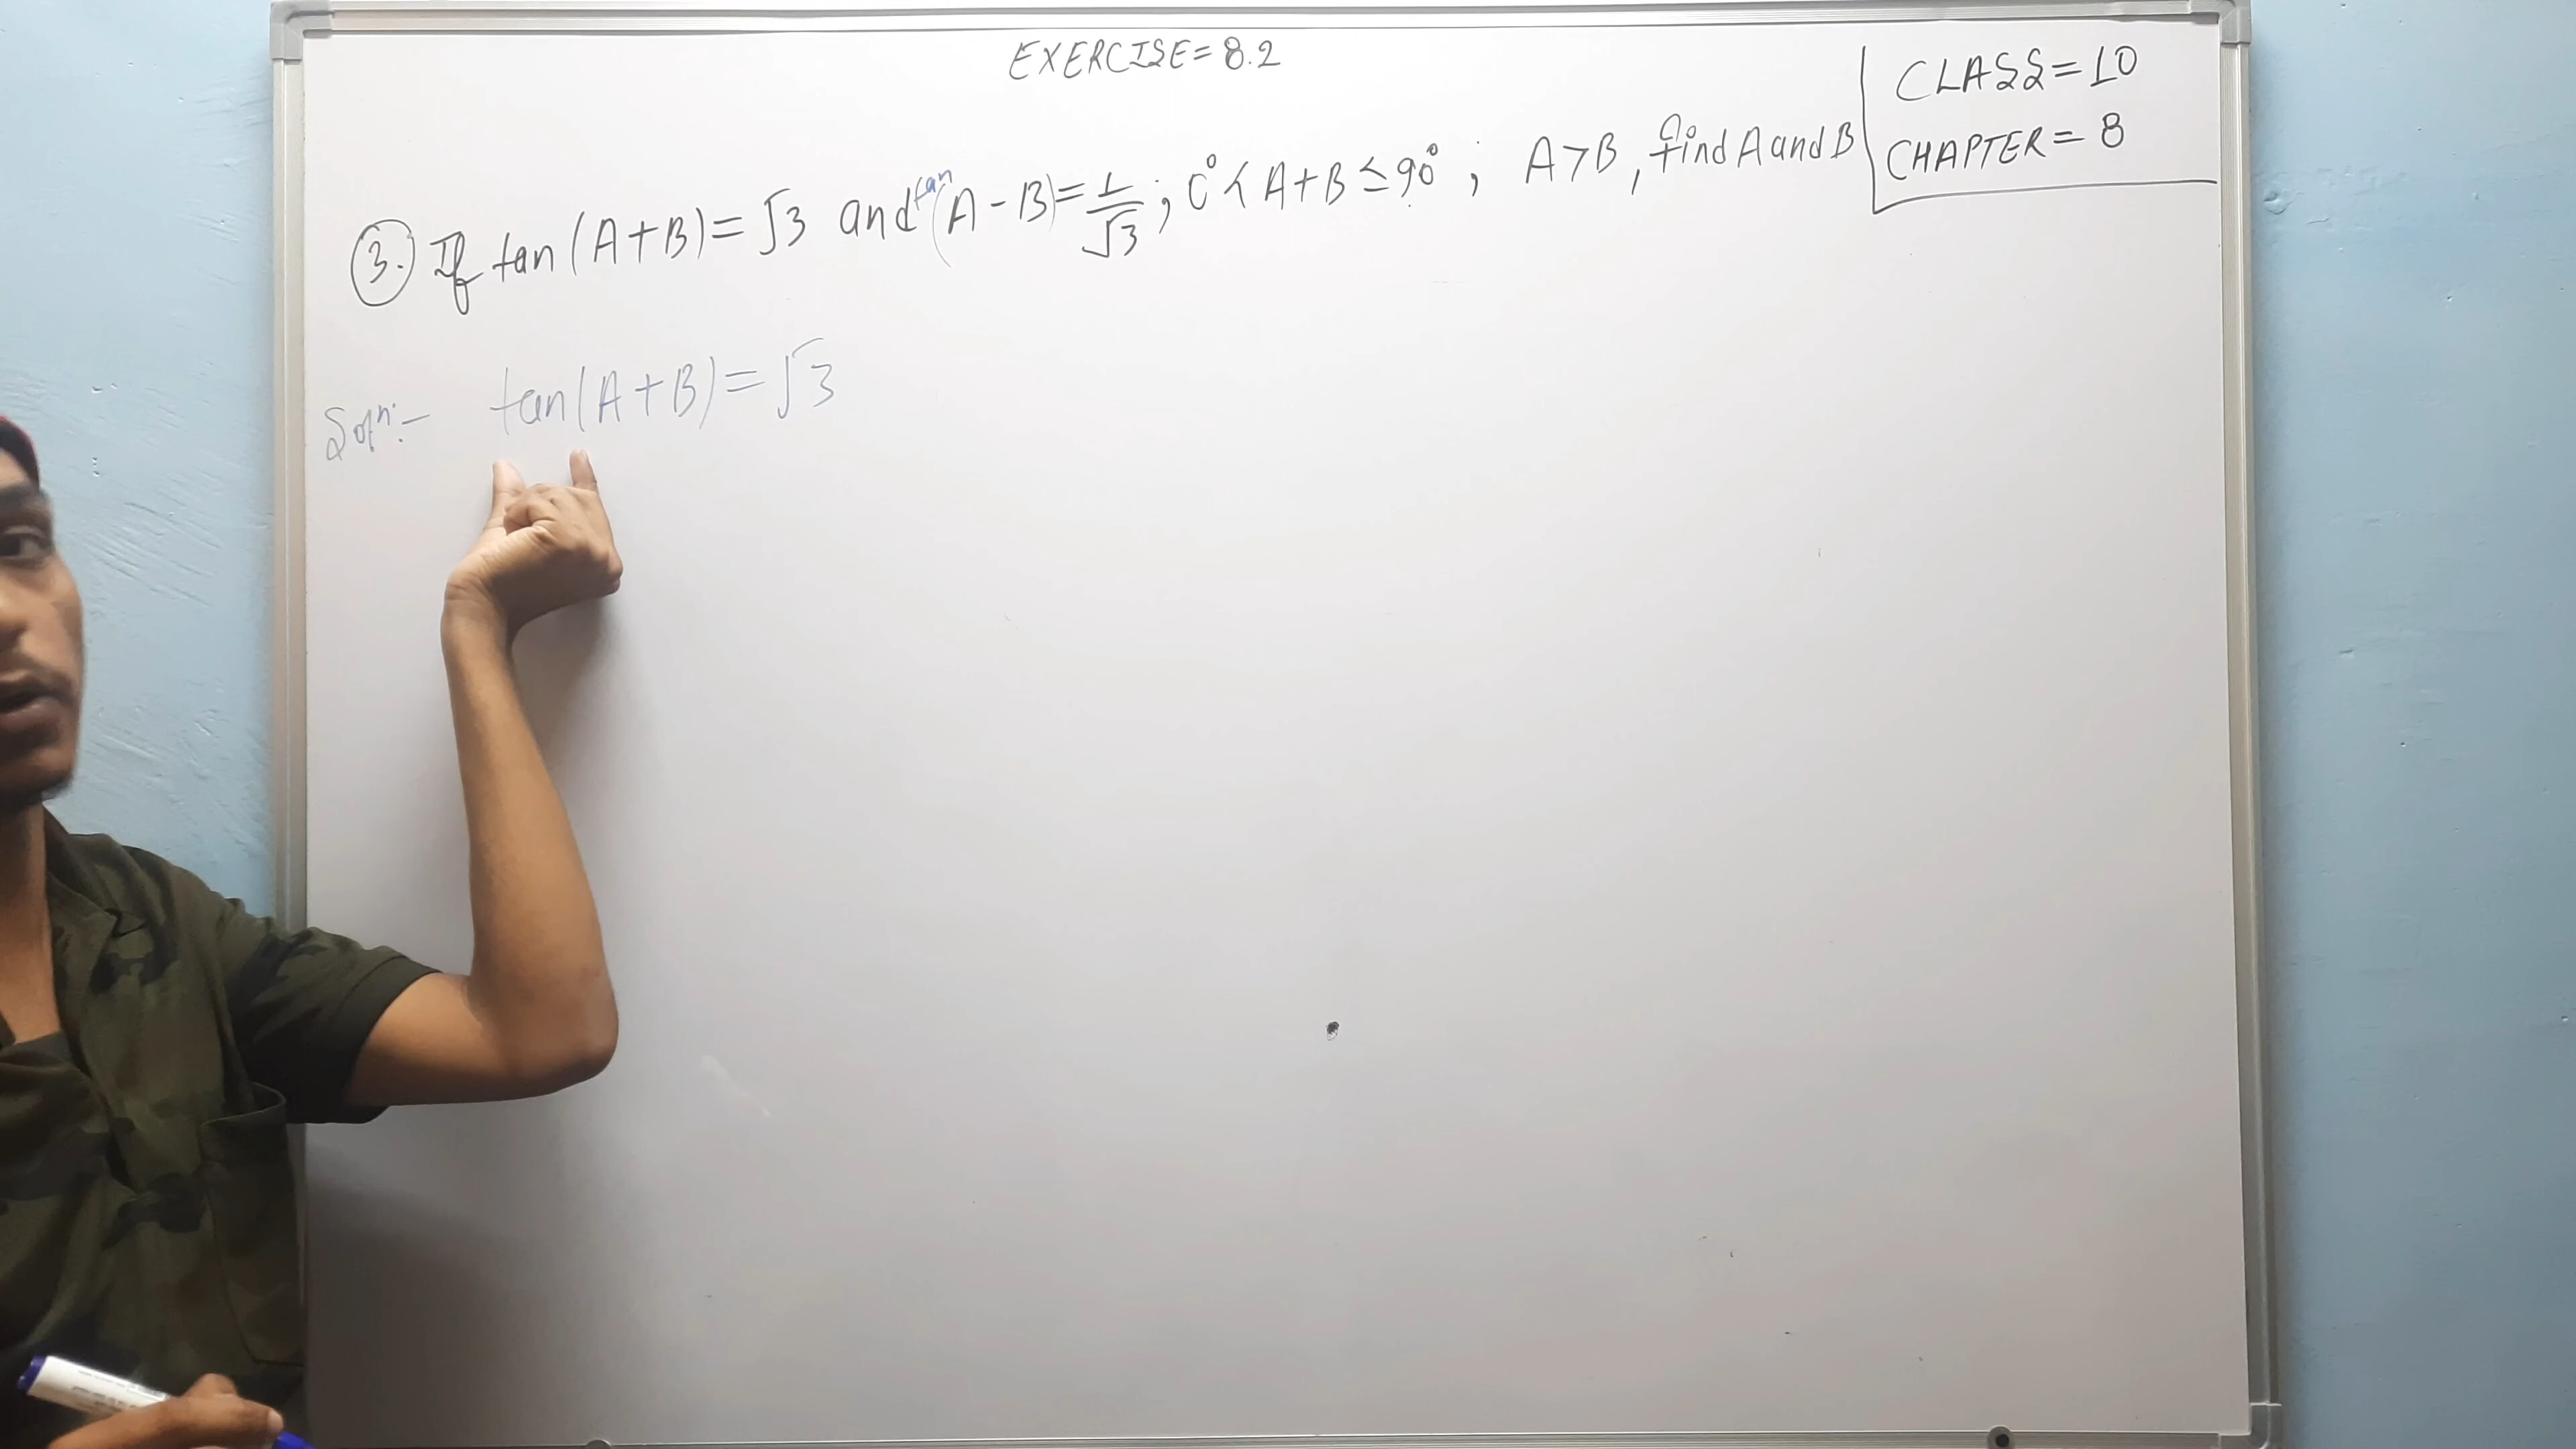 EXERCISE=8.2
CLASS=10
CHAPTER=8
3. If tan(A+B)=√3 and tan(A-B)=1/√3; 0°<A+B≤90°; A>B, find A and B
Solⁿ:- tan(A+B)=√3